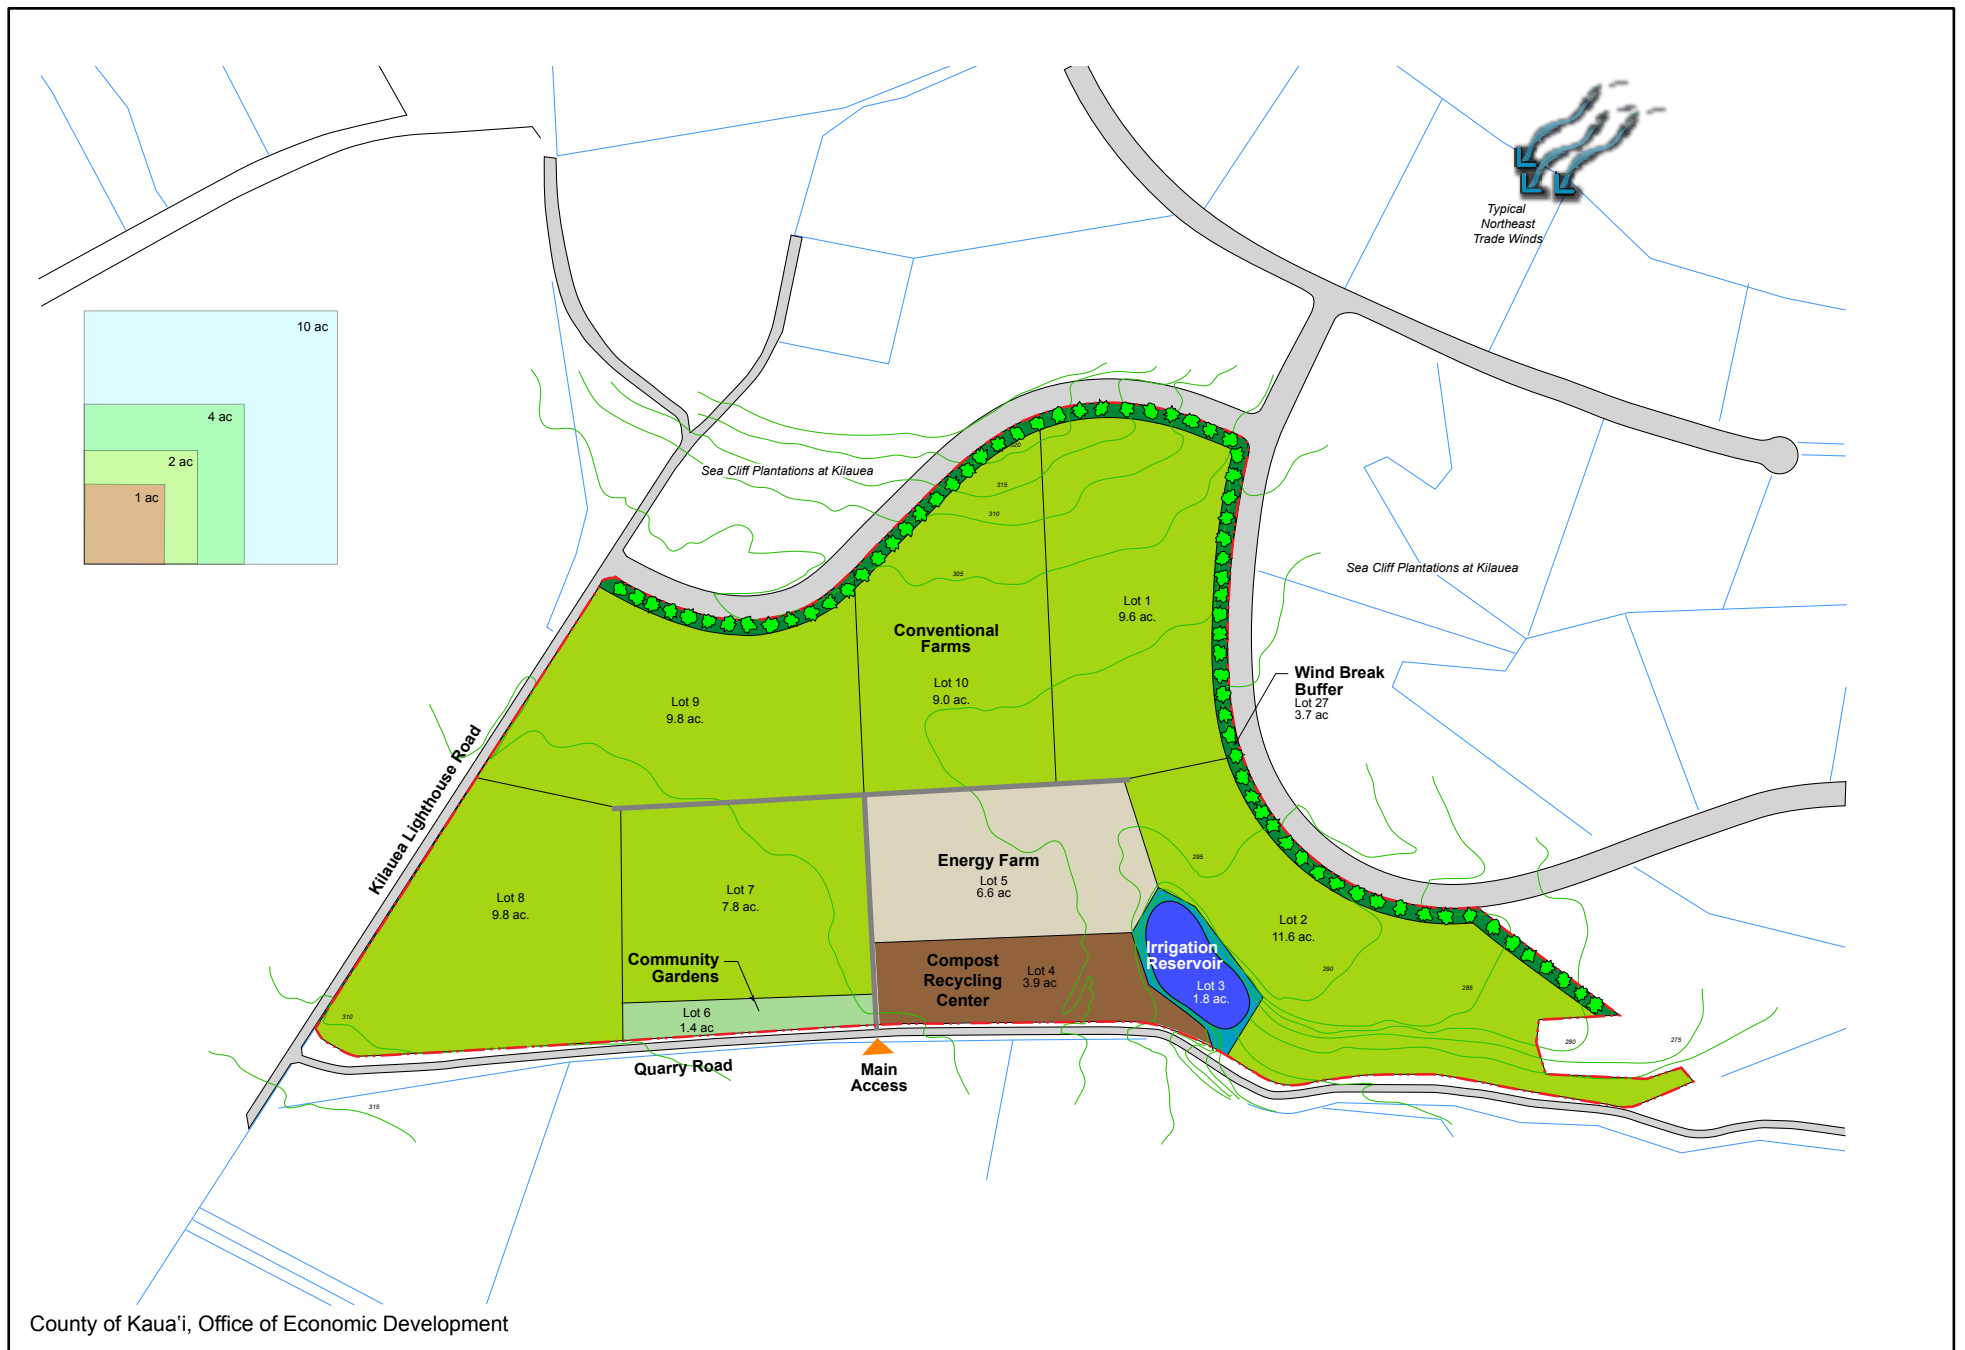 Typical
Northeast
Trade Winds
10 ac
4 ac
2 ac
1 ac
Sea Cliff Plantations at Kilauea
320
315
310
305
Sea Cliff Plantations at Kilauea
Lot 1
9.6 ac.
Conventional
Farms
Lot 10
9.0 ac.
Lot 9
9.8 ac.
Wind Break
Buffer
Lot 27
3.7 ac
Kilauea Lighthouse Road
Energy Farm
Lot 5
6.6 ac
295
Lot 8
9.8 ac.
Lot 7
7.8 ac.
Lot 2
11.6 ac.
Community
Gardens
Compost
Recycling
Center
Lot 4
3.9 ac
Irrigation
Reservoir
Lot 3
1.8 ac.
290
285
280
275
310
Lot 6
1.4 ac
Quarry Road
Main
Access
315
County of Kauaʻi, Office of Economic Development